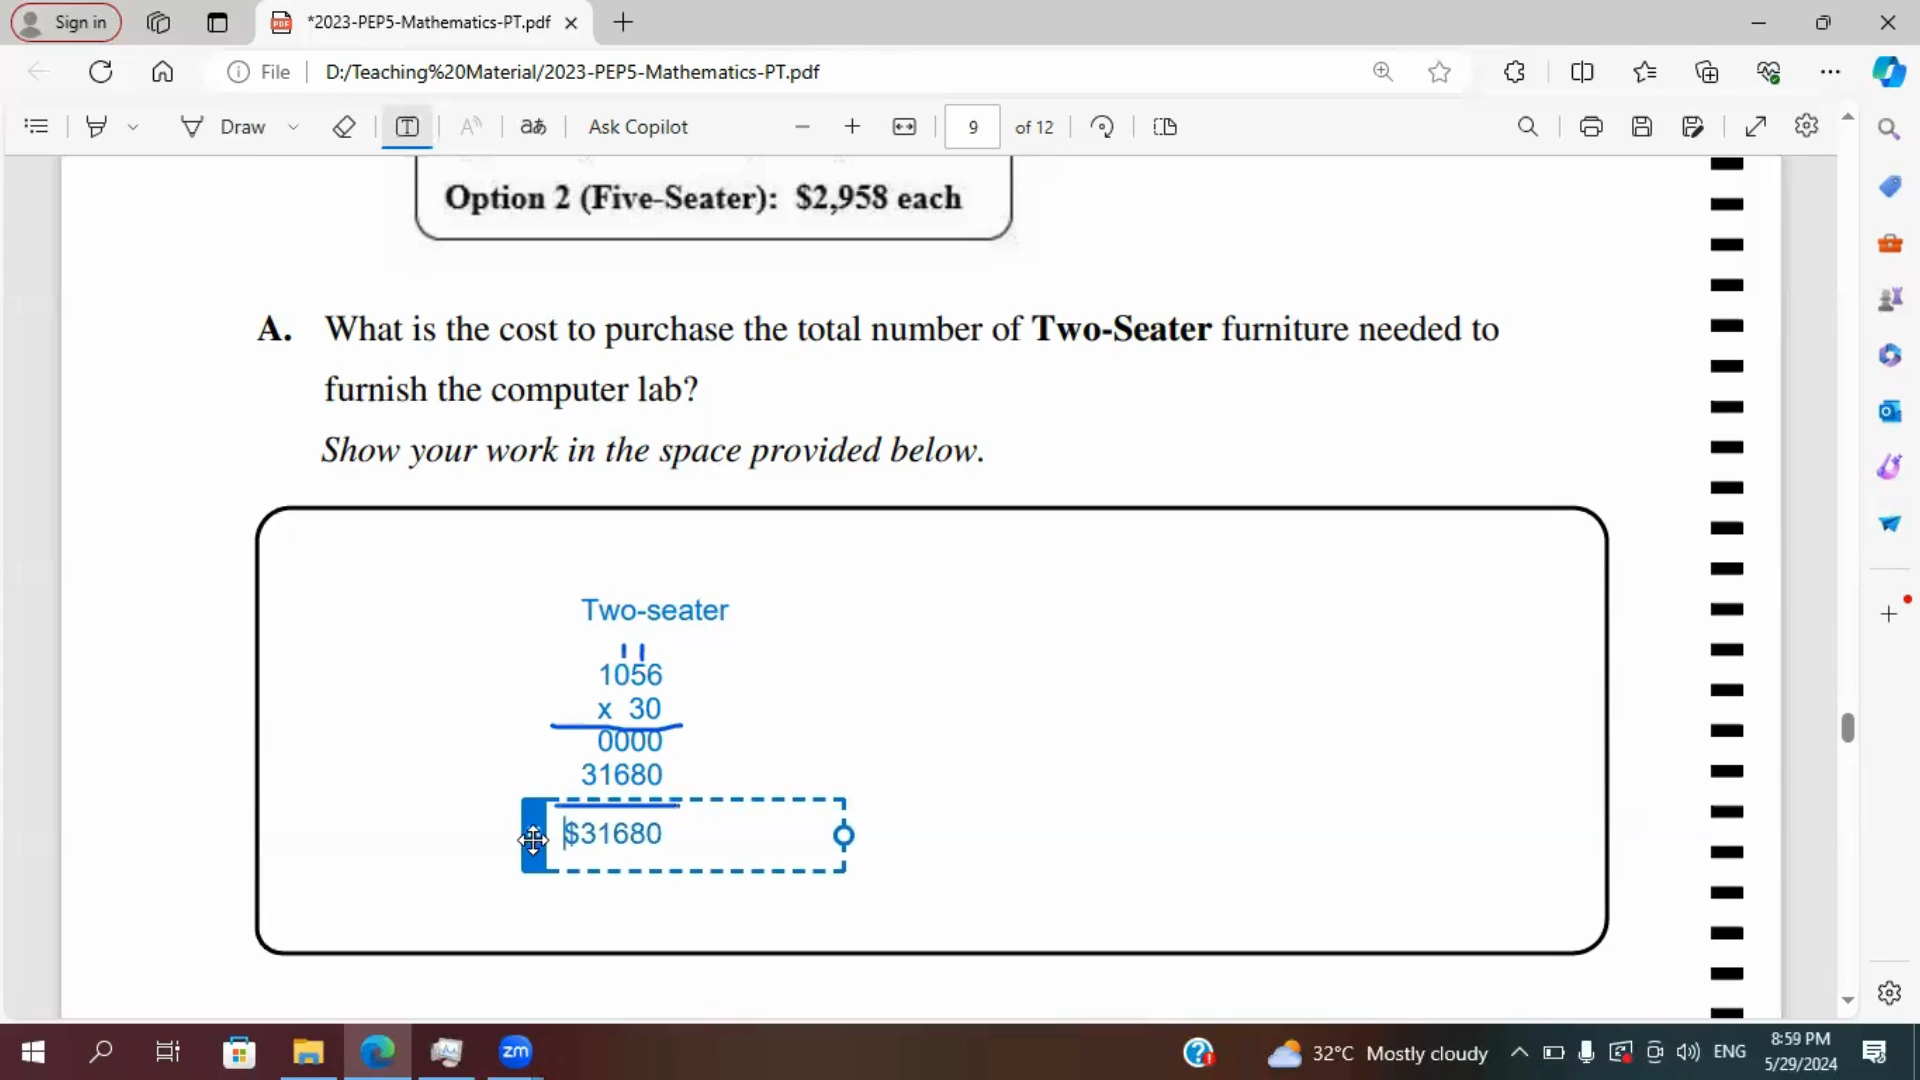 Sign in
*2023-PEP5-Mathematics-PT.pdf
File
D:/Teaching%20Material/2023-PEP5-Mathematics-PT.pdf
Draw
Ask Copilot
9
of 12
Option 2 (Five-Seater): $2,958 each
A. What is the cost to purchase the total number of Two-Seater furniture needed to
furnish the computer lab?
Show your work in the space provided below.
Two-seater
1056
x 30
0000
31680
$31680
zm
32°C Mostly cloudy
ENG
8:59 PM
5/29/2024